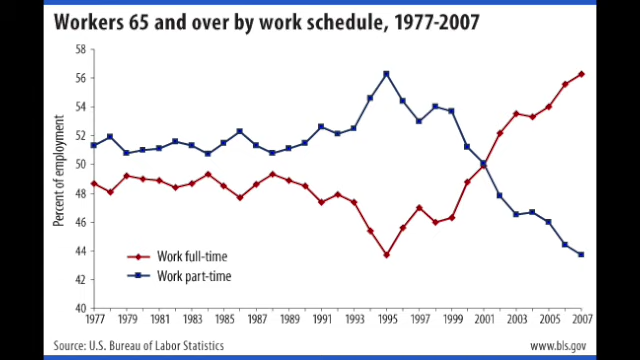 Workers 65 and over by work schedule, 1977-2007
58
56
54
52
50
48
46
44
42
40
Percent of employment
Work full-time
Work part-time
1977 1979 1981 1983 1985 1987 1989 1991 1993 1995 1997 1999 2001 2003 2005 2007
Source: U.S. Bureau of Labor Statistics www.bls.gov